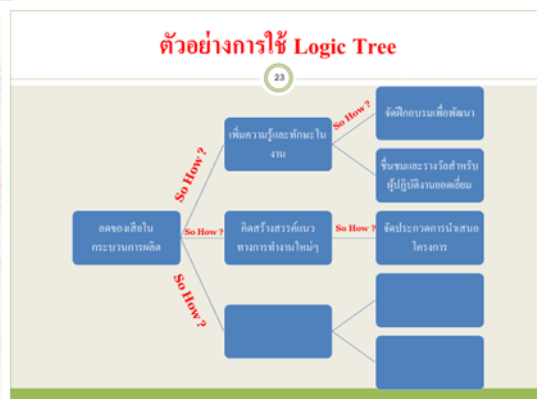 ตัวอย่างการใช้ Logic Tree
23
So How ?
จัดฝึกอบรมเพื่อพัฒนา
เพิ่มความรู้และทักษะใน
งาน
So How ?
ชื่นชมและรางวัลสำหรับ
ผู้ปฏิบัติงานยอดเยี่ยม
ลดของเสียใน
กระบวนการผลิต
So How ?
คิดสร้างสรรค์แนว
ทางการทำงานใหม่ๆ
So How ?
จัดประกวดการนำเสนอ
โครงการ
So How ?